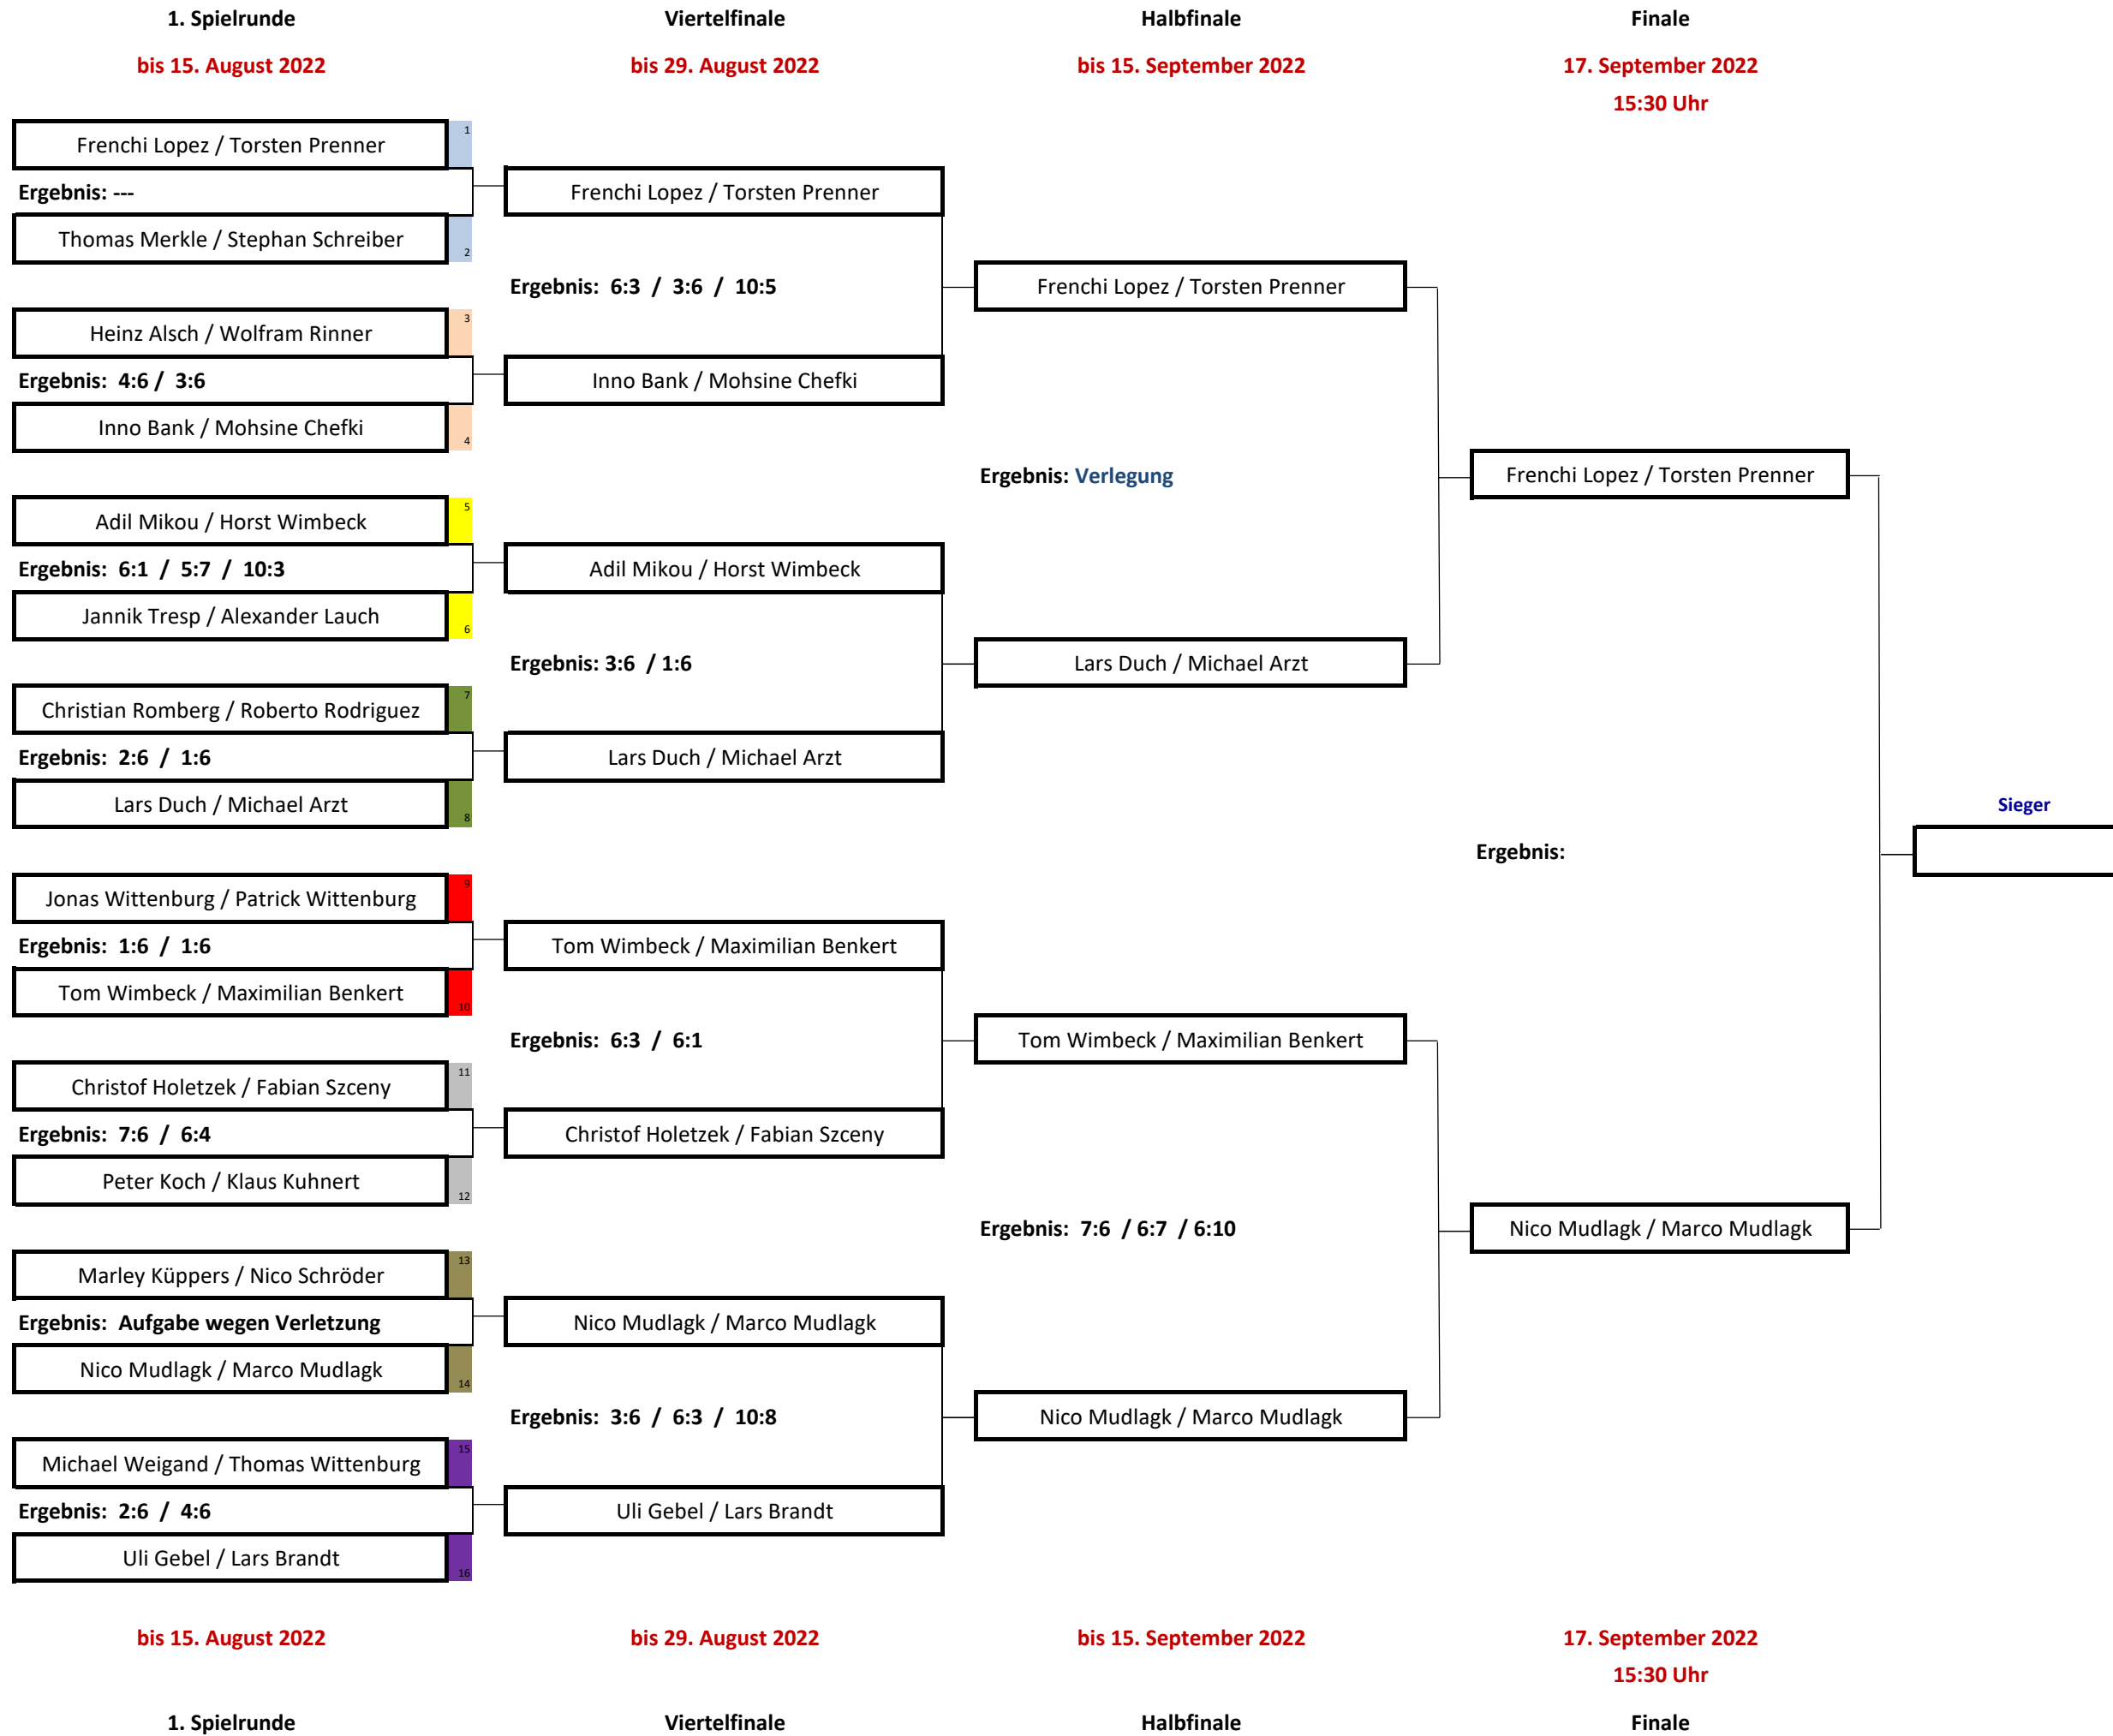 1. Spielrunde
Viertelfinale
Halbfinale
Finale
bis 15. August 2022
bis 29. August 2022
bis 15. September 2022
17. September 2022
15:30 Uhr
1
Frenchi Lopez / Torsten Prenner
Ergebnis: ---
Thomas Merkle / Stephan Schreiber
2
3
Heinz Alsch / Wolfram Rinner
Ergebnis: 4:6 / 3:6
Inno Bank / Mohsine Chefki
4
5
Adil Mikou / Horst Wimbeck
Ergebnis: 6:1 / 5:7 / 10:3
Jannik Tresp / Alexander Lauch
6
7
Christian Romberg / Roberto Rodriguez
Ergebnis: 2:6 / 1:6
Lars Duch / Michael Arzt
8
9
Jonas Wittenburg / Patrick Wittenburg
Ergebnis: 1:6 / 1:6
Tom Wimbeck / Maximilian Benkert
10
11
Christof Holetzek / Fabian Szceny
Ergebnis: 7:6 / 6:4
Peter Koch / Klaus Kuhnert
12
13
Marley Küppers / Nico Schröder
Ergebnis: Aufgabe wegen Verletzung
Nico Mudlagk / Marco Mudlagk
14
15
Michael Weigand / Thomas Wittenburg
Ergebnis: 2:6 / 4:6
Uli Gebel / Lars Brandt
16
Frenchi Lopez / Torsten Prenner
Ergebnis: 6:3 / 3:6 / 10:5
Inno Bank / Mohsine Chefki
Adil Mikou / Horst Wimbeck
Ergebnis: 3:6 / 1:6
Lars Duch / Michael Arzt
Tom Wimbeck / Maximilian Benkert
Ergebnis: 6:3 / 6:1
Christof Holetzek / Fabian Szceny
Nico Mudlagk / Marco Mudlagk
Ergebnis: 3:6 / 6:3 / 10:8
Uli Gebel / Lars Brandt
Frenchi Lopez / Torsten Prenner
Ergebnis: Verlegung
Lars Duch / Michael Arzt
Tom Wimbeck / Maximilian Benkert
Ergebnis: 7:6 / 6:7 / 6:10
Nico Mudlagk / Marco Mudlagk
Frenchi Lopez / Torsten Prenner
Ergebnis:
Nico Mudlagk / Marco Mudlagk
Sieger
bis 15. August 2022
bis 29. August 2022
bis 15. September 2022
17. September 2022
15:30 Uhr
1. Spielrunde
Viertelfinale
Halbfinale
Finale